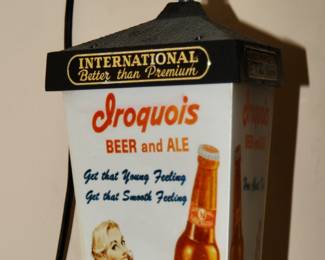 INTERNATIONAL
Better than Premium
Iroquois
BEER and ALE
Get that Young Feeling
Get that Smooth Feeling